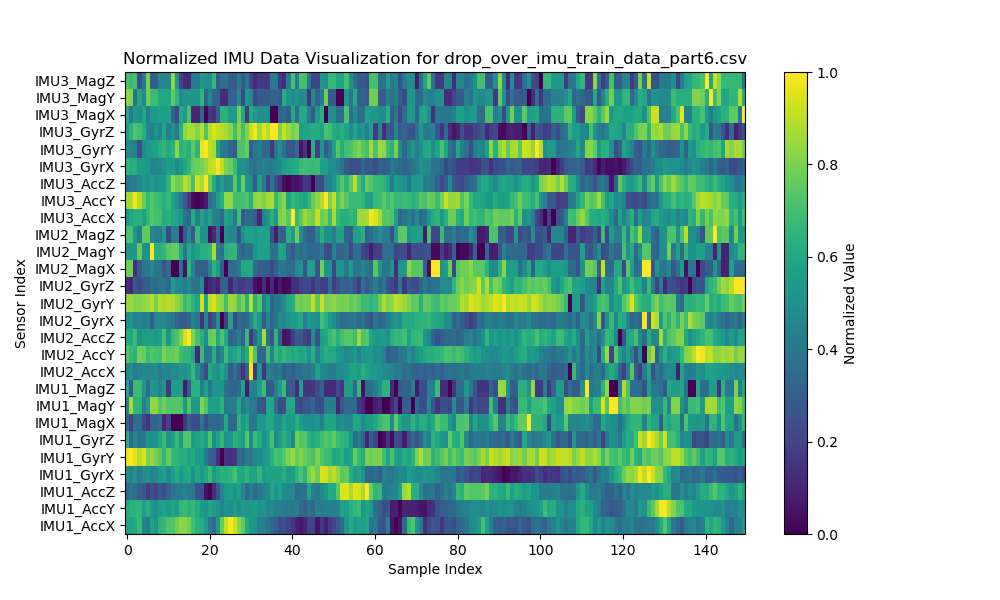 Normalized IMU Data Visualization for drop_over_imu_train_data_part6.csv
IMU3_MagZ
IMU3_MagY
IMU3_MagX
IMU3_GyrZ
IMU3_GyrY
IMU3_GyrX
IMU3_AccZ
IMU3_AccY
IMU3_AccX
IMU2_MagZ
IMU2_MagY
IMU2_MagX
IMU2_GyrZ
IMU2_GyrY
IMU2_GyrX
IMU2_AccZ
IMU2_AccY
IMU2_AccX
IMU1_MagZ
IMU1_MagY
IMU1_MagX
IMU1_GyrZ
IMU1_GyrY
IMU1_GyrX
IMU1_AccZ
IMU1_AccY
IMU1_AccX
Sensor Index
0 20 40 60 80 100 120 140
Sample Index
1.0
0.8
0.6
0.4
0.2
0.0
Normalized Value